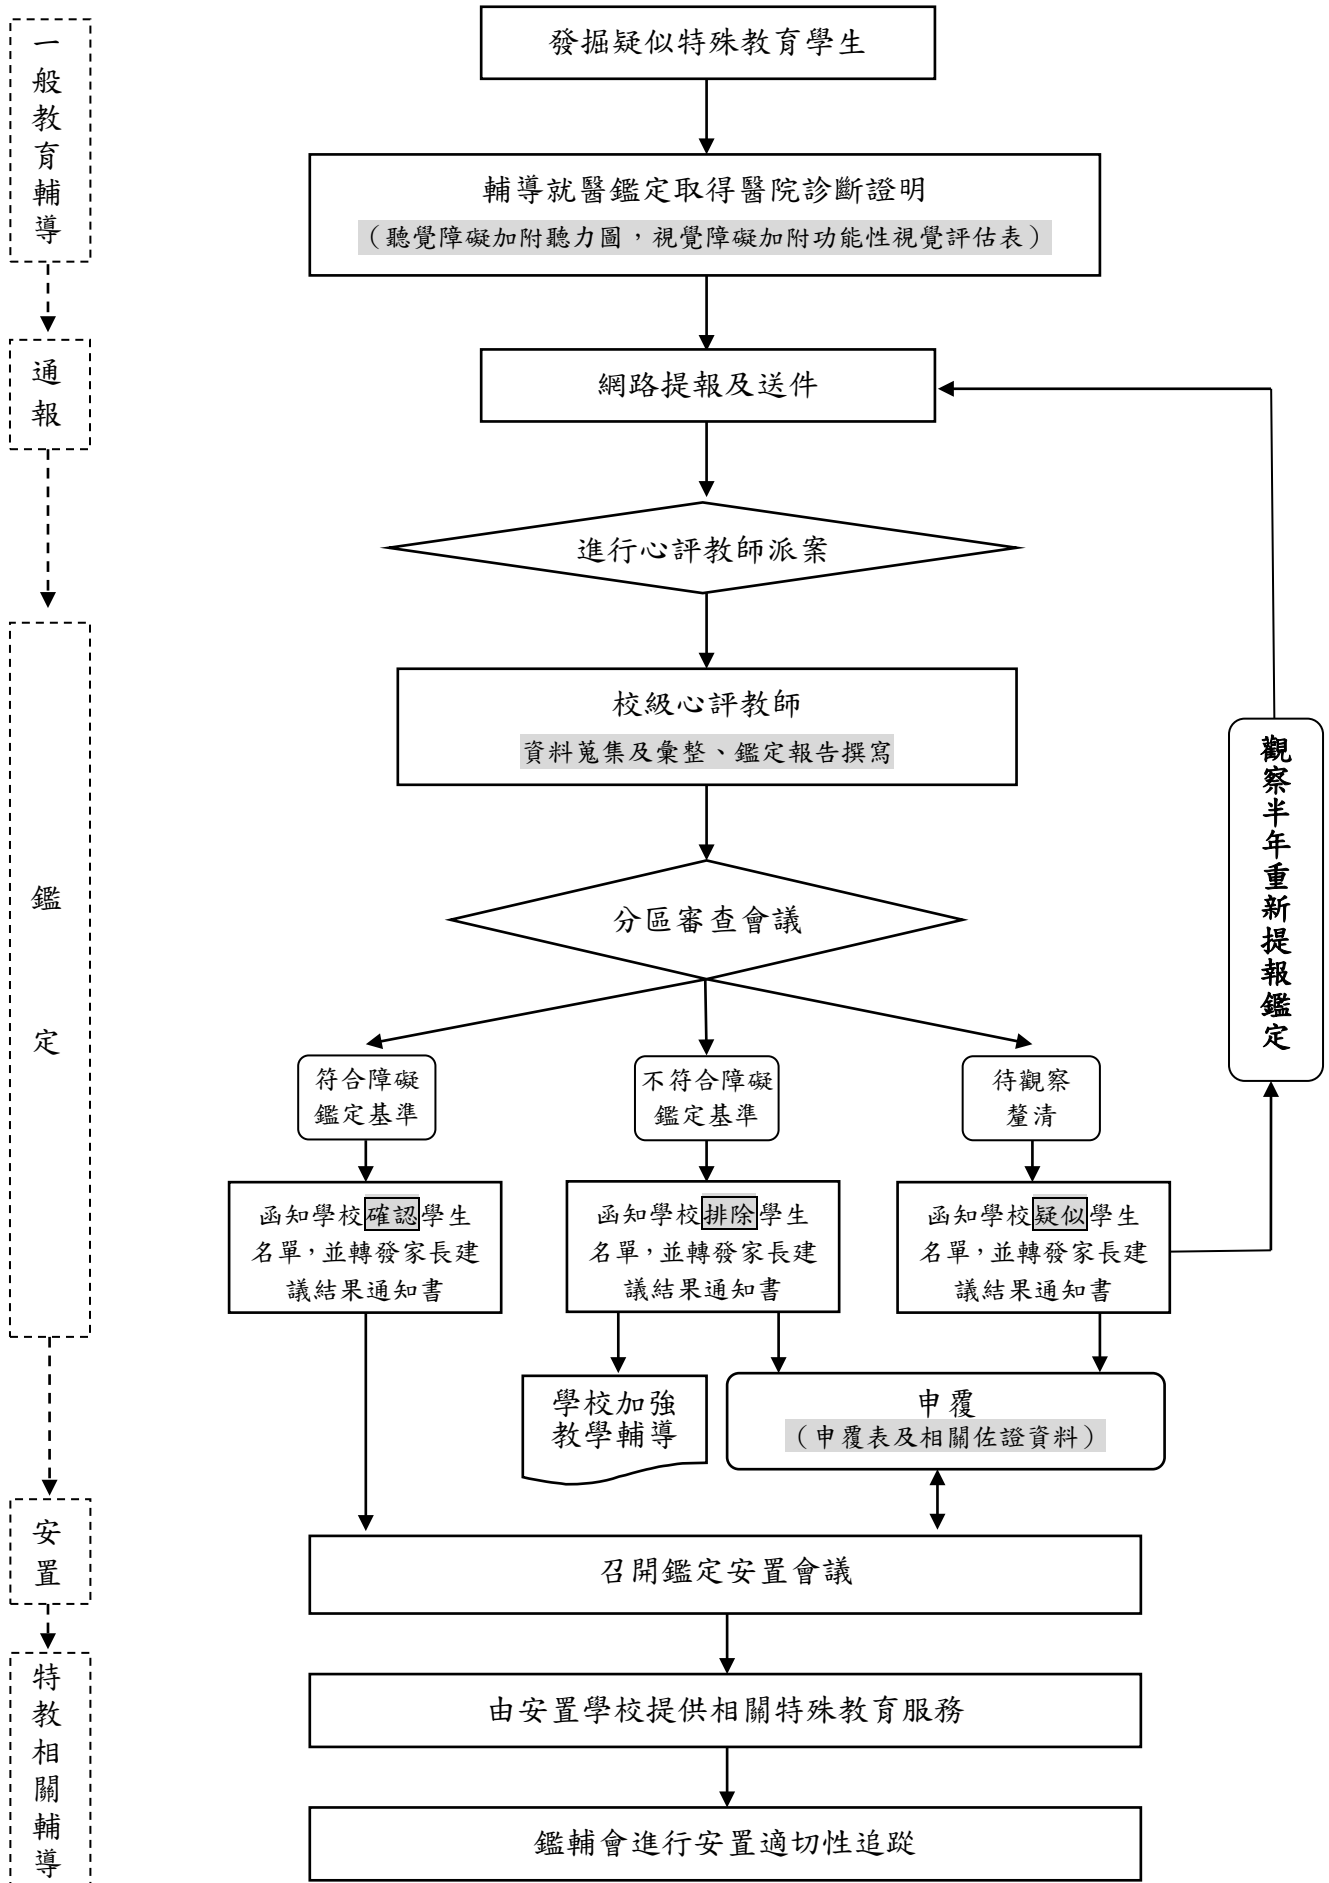 一般教育輔導
通報
鑑定
安置
特教相關輔導
發掘疑似特殊教育學生
輔導就醫鑑定取得醫院診斷證明
（聽覺障礙加附聽力圖，視覺障礙加附功能性視覺評估表）
網路提報及送件
進行心評教師派案
校級心評教師
資料蒐集及彙整、鑑定報告撰寫
分區審查會議
符合障礙
鑑定基準
不符合障礙
鑑定基準
待觀察
釐清
函知學校確認學生
名單，並轉發家長建
議結果通知書
函知學校排除學生
名單，並轉發家長建
議結果通知書
函知學校疑似學生
名單，並轉發家長建
議結果通知書
觀察半年重新提報鑑定
學校加強
教學輔導
申覆
（申覆表及相關佐證資料）
召開鑑定安置會議
由安置學校提供相關特殊教育服務
鑑輔會進行安置適切性追蹤